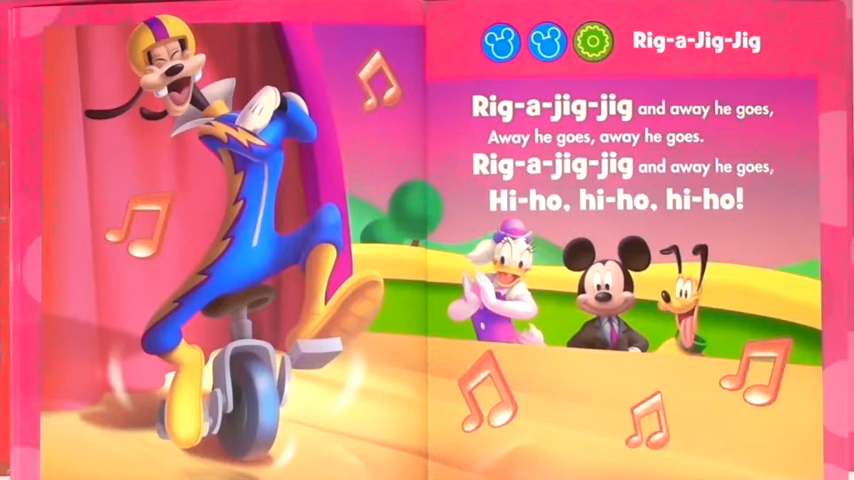 Rig-a-Jig-Jig
Rig-a-jig-jig and away he goes,
Away he goes, away he goes.
Rig-a-jig-jig and away he goes,
Hi-ho, hi-ho, hi-ho!